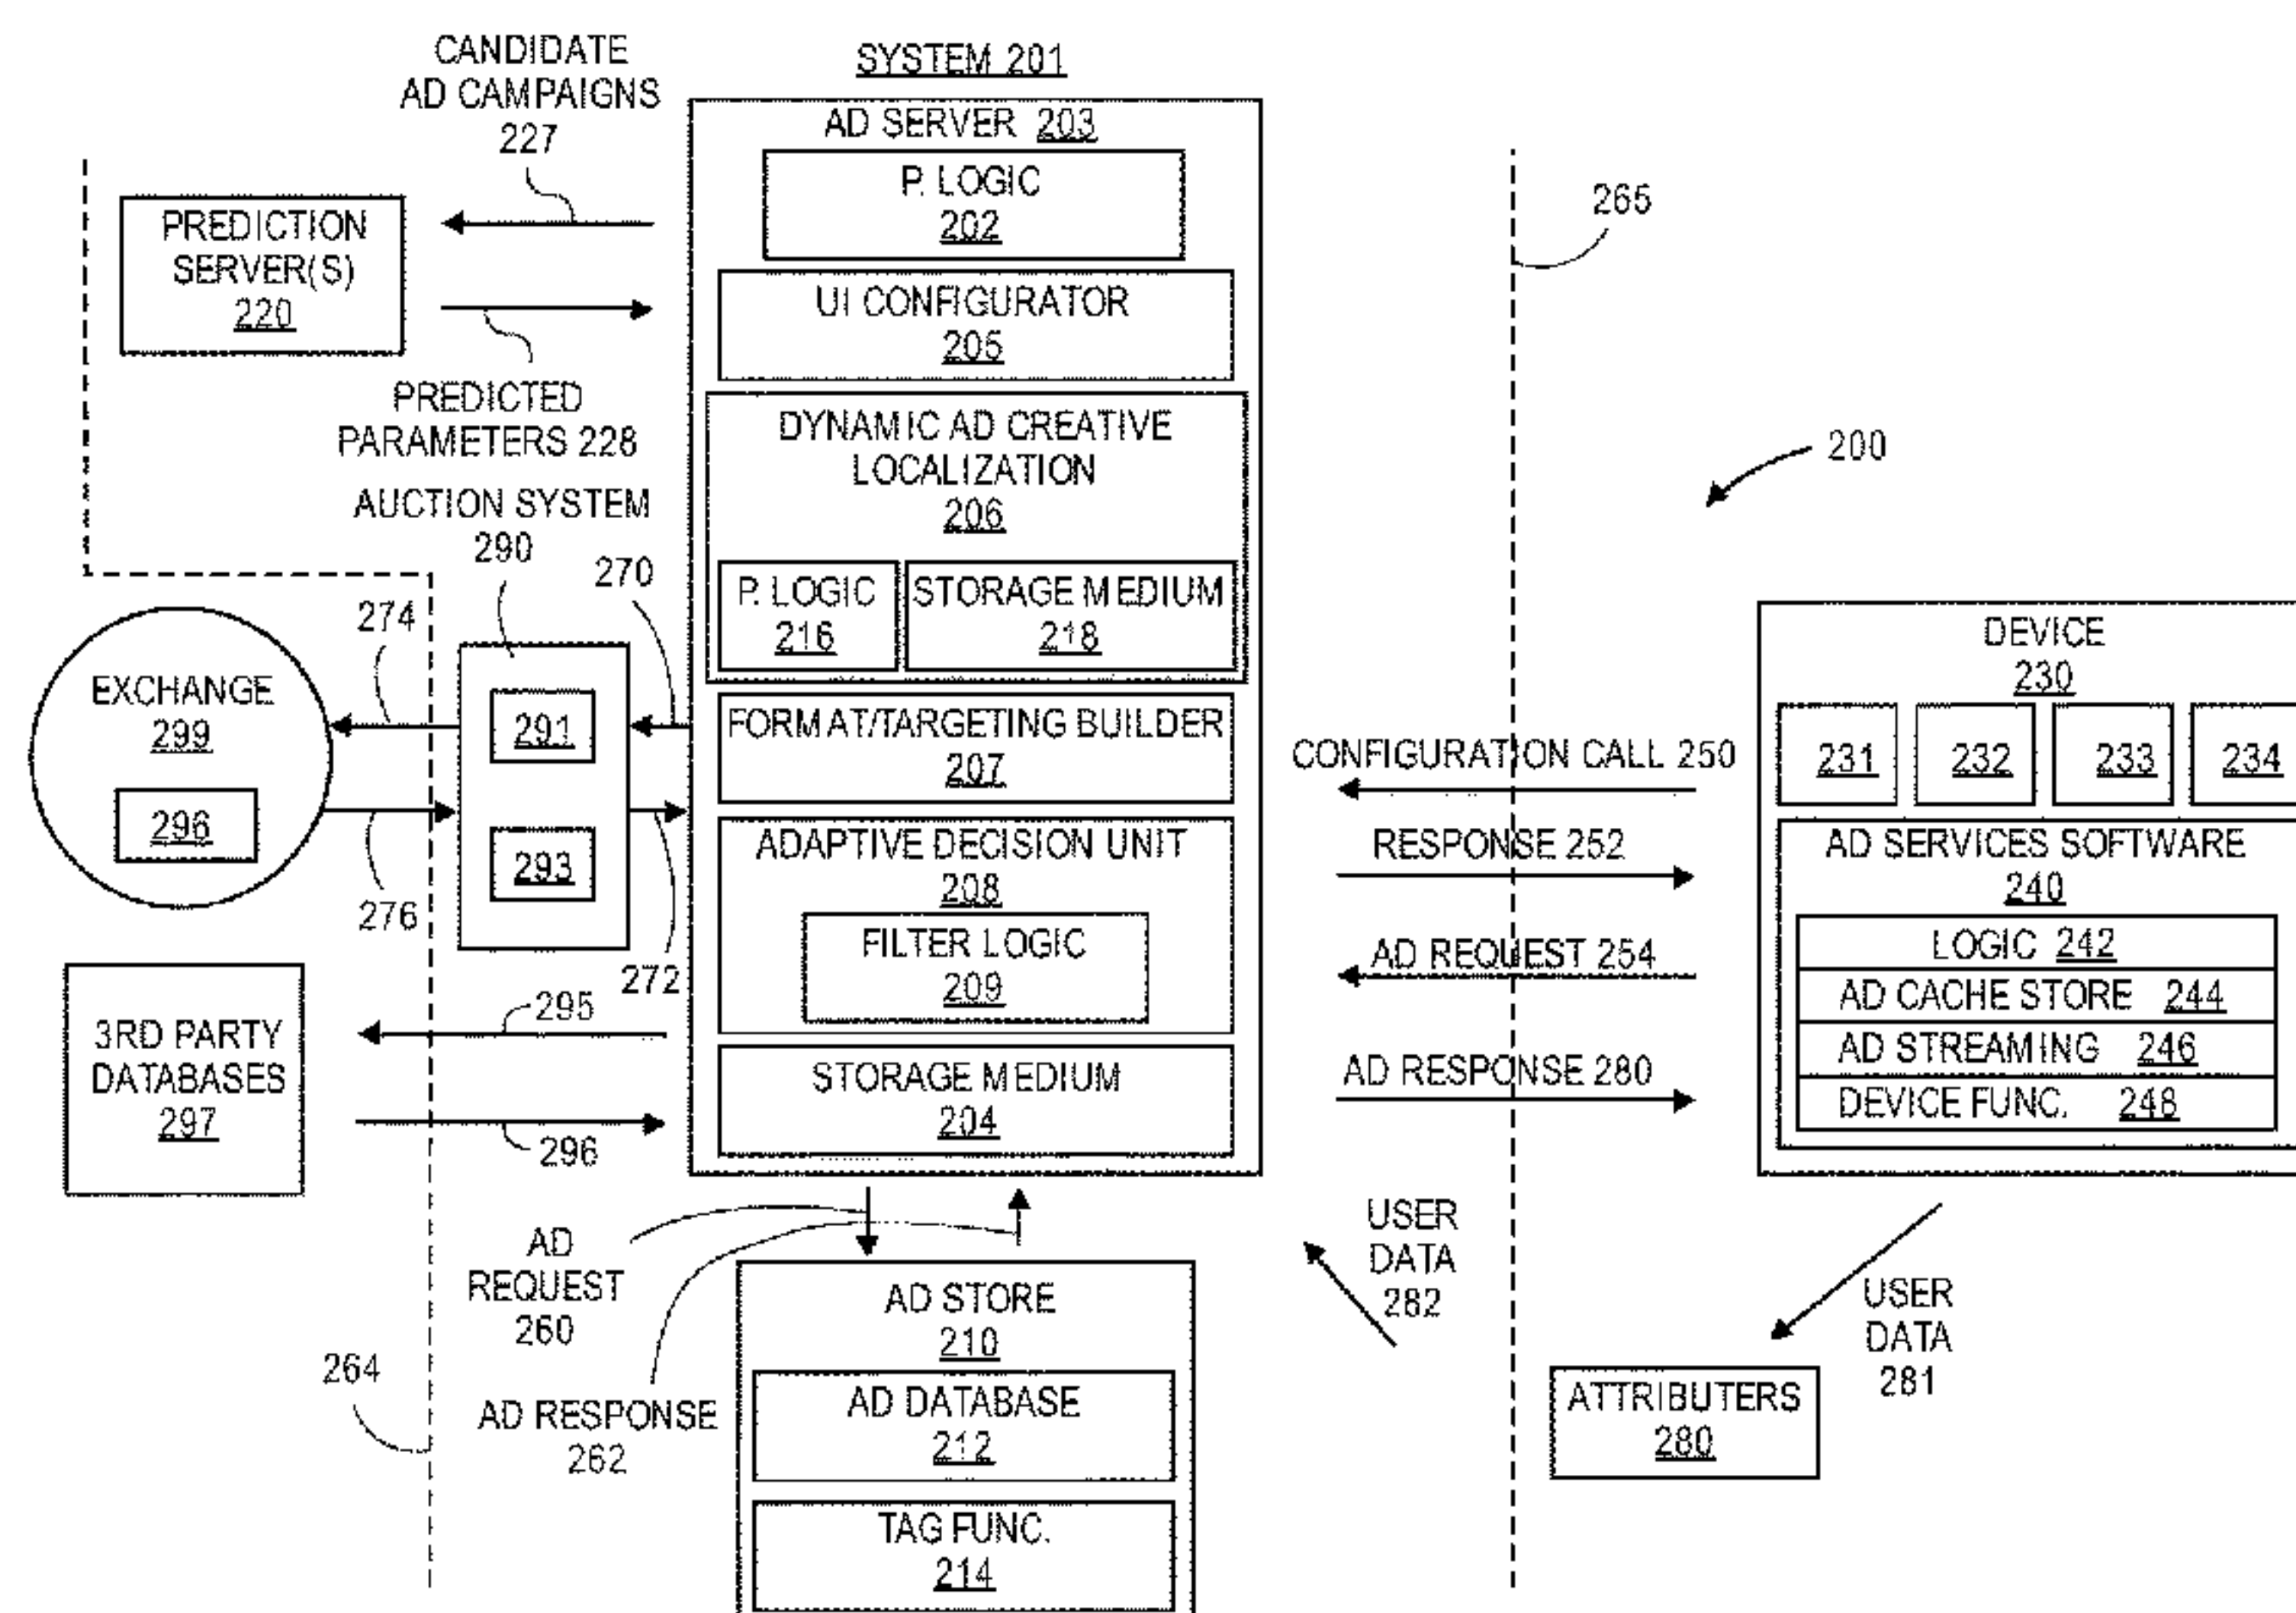 SYSTEM 201
CANDIDATE
AD CAMPAIGNS
227
PREDICTION
SERVER(S)
220
PREDICTED
PARAMETERS 228
AUCTION SYSTEM
290
270
274
EXCHANGE
299
296
276
291
293
272
3RD PARTY
DATABASES
297
295
296
264
AD SERVER 203
P. LOGIC
202
UI CONFIGURATOR
205
DYNAMIC AD CREATIVE
LOCALIZATION
206
P. LOGIC
216
STORAGE MEDIUM
218
FORMAT/TARGETING BUILDER
207
ADAPTIVE DECISION UNIT
208
FILTER LOGIC
209
STORAGE MEDIUM
204
AD
REQUEST
260
AD RESPONSE
262
AD STORE
210
AD DATABASE
212
TAG FUNC.
214
265
200
CONFIGURATION CALL 250
RESPONSE 252
AD REQUEST 254
AD RESPONSE 280
USER
DATA
282
DEVICE
230
231
232
233
234
AD SERVICES SOFTWARE
240
LOGIC 242
AD CACHE STORE 244
AD STREAMING 246
DEVICE FUNC. 248
USER
DATA
281
ATTRIBUTERS
280